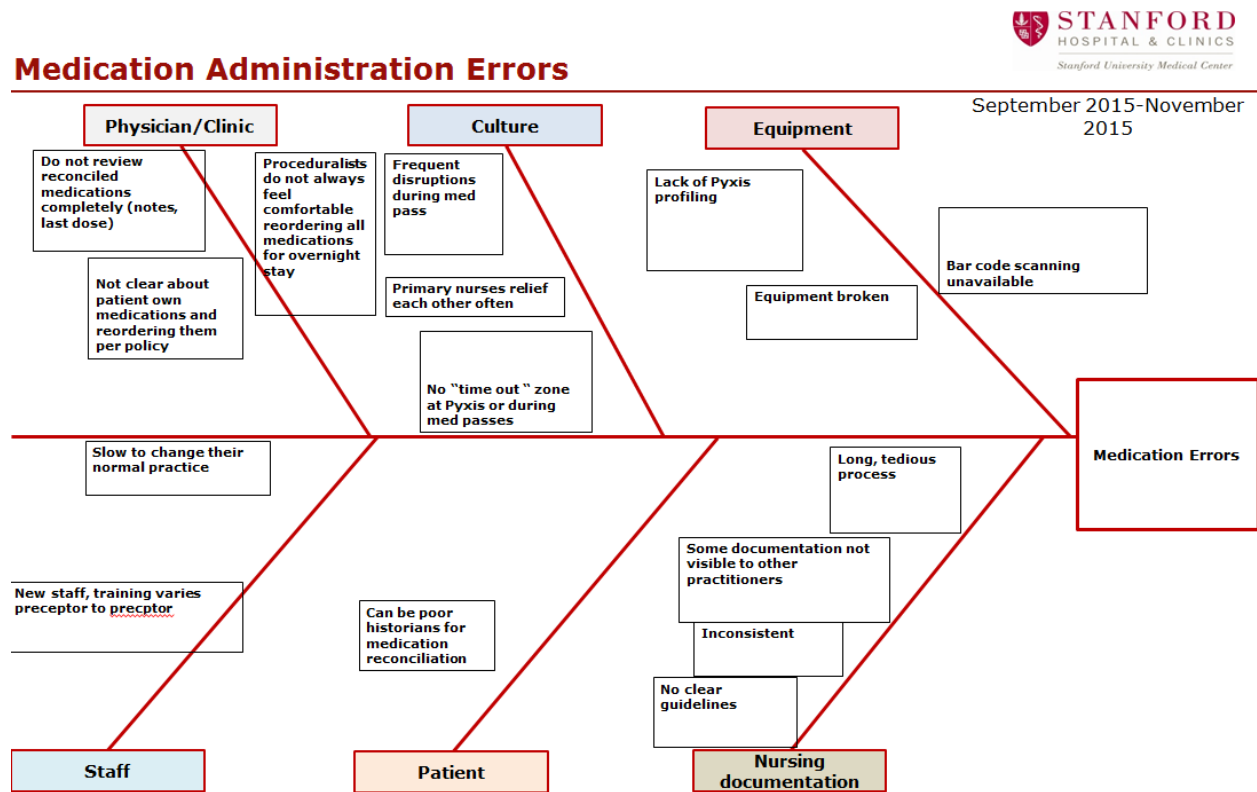 STANFORD
HOSPITAL & CLINICS
Stanford University Medical Center
Medication Administration Errors
September 2015-November
2015
Physician/Clinic
Culture
Equipment
Do not review
reconciled
medications
completely (notes,
last dose)
Proceduralists
do not always
feel
comfortable
reordering all
medications
for overnight
stay
Not clear about
patient own
medications and
reordering them
per policy
Frequent
disruptions
during med
pass
Primary nurses relief
each other often
No “time out “ zone
at Pyxis or during
med passes
Lack of Pyxis
profiling
Equipment broken
Bar code scanning
unavailable
Medication Errors
Slow to change their
normal practice
New staff, training varies
preceptor to precptor
Can be poor
historians for
medication
reconciliation
Long, tedious
process
Some documentation not
visible to other
practitioners
Inconsistent
No clear
guidelines
Staff
Patient
Nursing
documentation